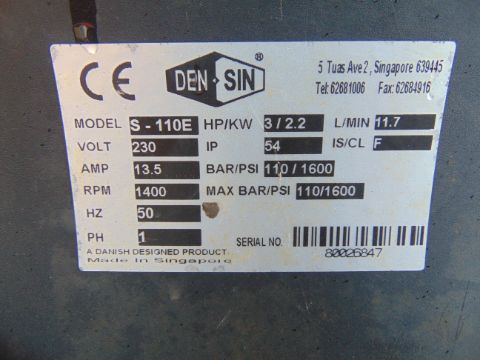 CE DEN-SIN ® 5 Tuas Ave 2, Singapore 639445
Tel: 62681006 Fax: 62684916
MODEL S - 110E HP/KW 3 / 2.2 L/MIN 11.7
VOLT 230 IP 54 IS/CL F
AMP 13.5 BAR/PSI 110 / 1600
RPM 1400 MAX BAR/PSI 110/1600
HZ 50
PH 1 SERIAL NO.
A DANISH DESIGNED PRODUCT 80026847
Made in Singapore